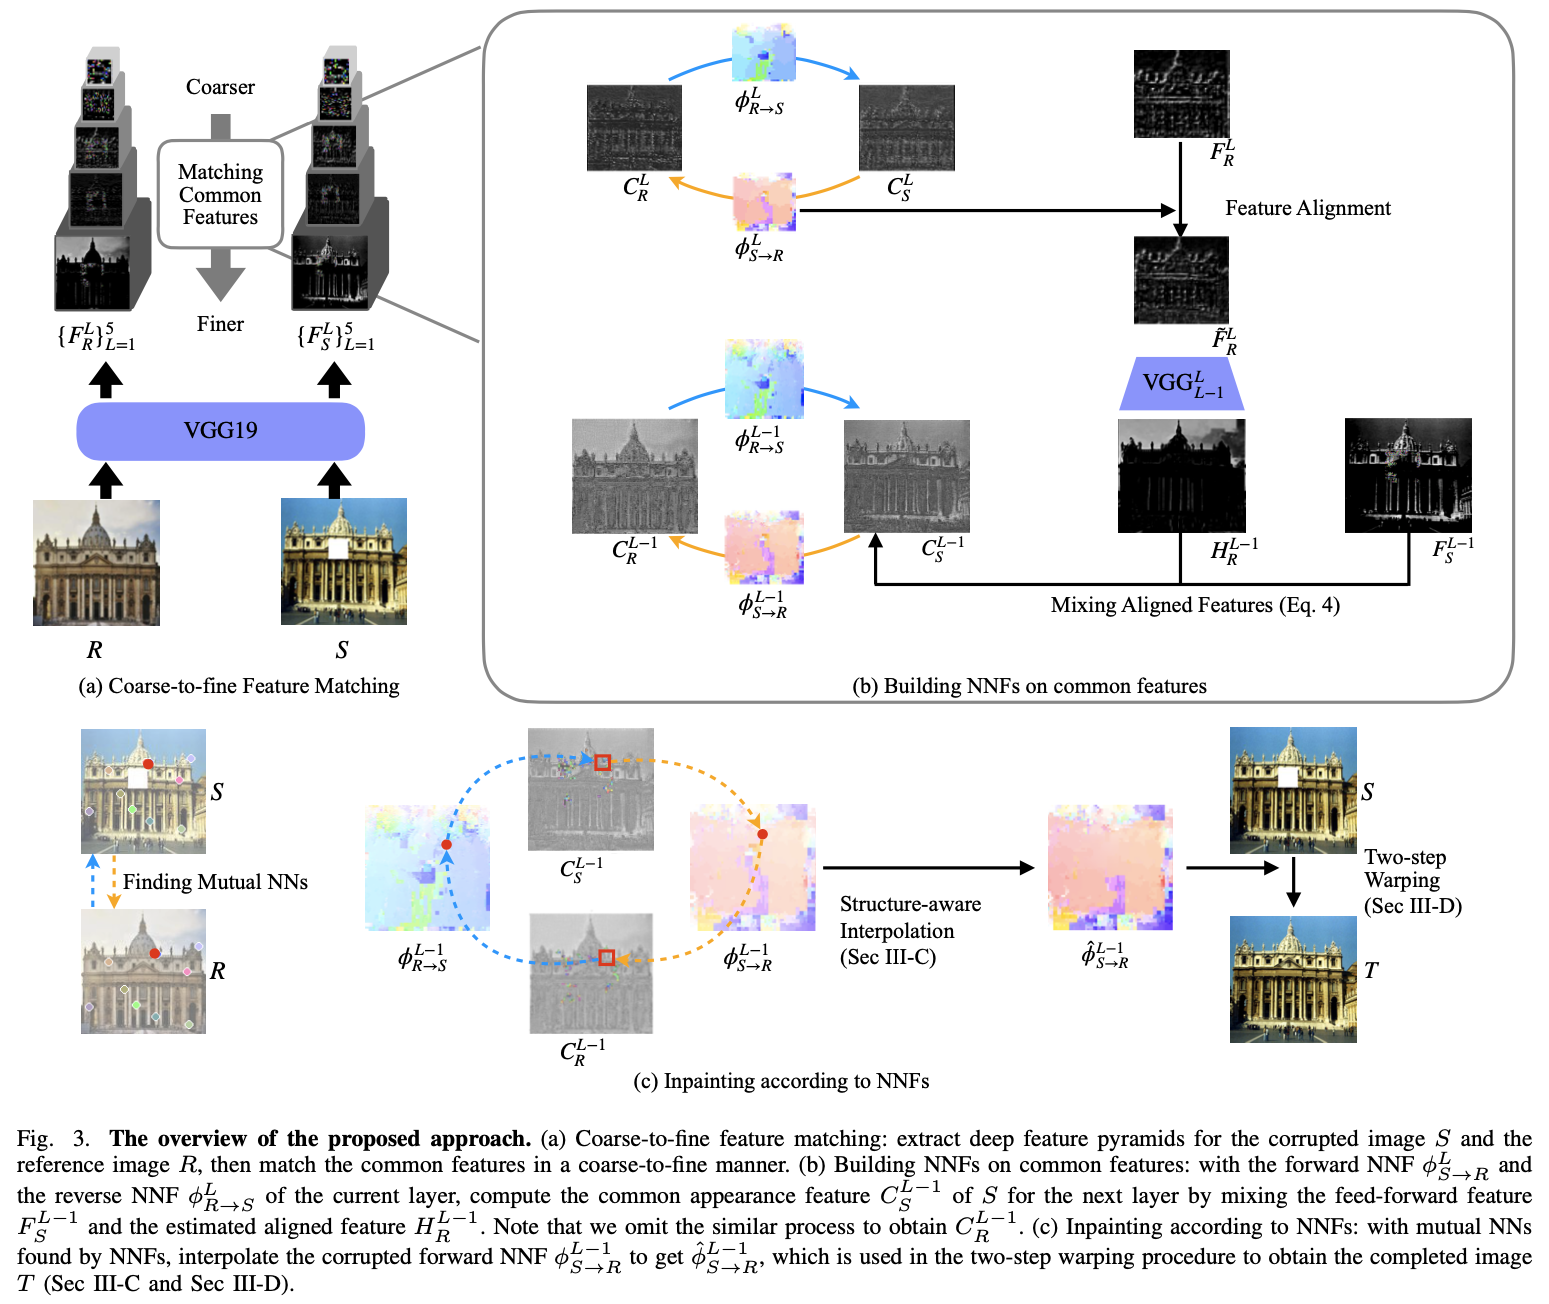 Coarser
Matching
Common
Features
Finer
$\{F_R^L\}_{L=1}^5$
$\{F_S^L\}_{L=1}^5$
VGG19
$R$
$S$
(a) Coarse-to-fine Feature Matching
$\phi_{R \to S}^L$
$C_R^L$
$C_S^L$
$\phi_{S \to R}^L$
$F_R^L$
Feature Alignment
$\tilde{F}_R^L$
$\text{VGG}_{L-1}^L$
$\phi_{R \to S}^{L-1}$
$C_R^{L-1}$
$C_S^{L-1}$
$\phi_{S \to R}^{L-1}$
$H_R^{L-1}$
$F_S^{L-1}$
Mixing Aligned Features (Eq. 4)
(b) Building NNFs on common features
$S$
Finding Mutual NNs
$R$
$C_S^{L-1}$
$\phi_{R \to S}^{L-1}$
$\phi_{S \to R}^{L-1}$
$C_R^{L-1}$
Structure-aware
Interpolation
(Sec III-C)
$\hat{\phi}_{S \to R}^{L-1}$
$S$
Two-step
Warping
(Sec III-D)
$T$
(c) Inpainting according to NNFs
Fig. 3. The overview of the proposed approach. (a) Coarse-to-fine feature matching: extract deep feature pyramids for the corrupted image $S$ and the
reference image $R$, then match the common features in a coarse-to-fine manner. (b) Building NNFs on common features: with the forward NNF $\phi_{S \to R}^L$ and
the reverse NNF $\phi_{R \to S}^L$ of the current layer, compute the common appearance feature $C_S^{L-1}$ of $S$ for the next layer by mixing the feed-forward feature
$F_S^{L-1}$ and the estimated aligned feature $H_R^{L-1}$. Note that we omit the similar process to obtain $C_R^{L-1}$. (c) Inpainting according to NNFs: with mutual NNs
found by NNFs, interpolate the corrupted forward NNF $\phi_{S \to R}^{L-1}$ to get $\hat{\phi}_{S \to R}^{L-1}$, which is used in the two-step warping procedure to obtain the completed image
$T$ (Sec III-C and Sec III-D).